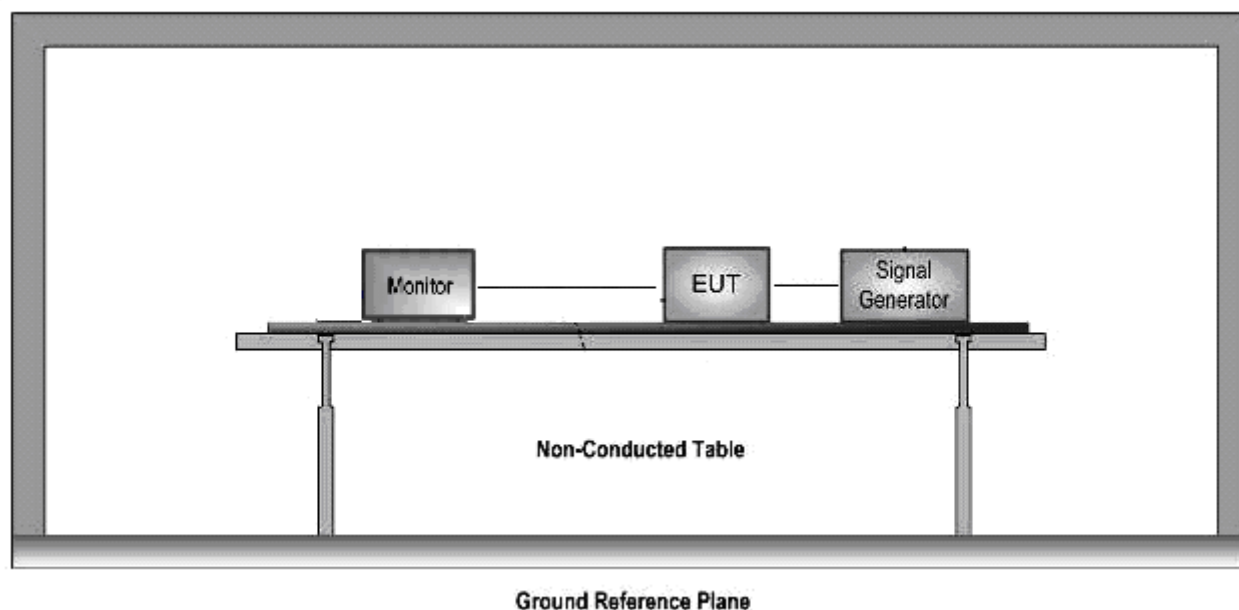 Monitor
EUT
Signal
Generator
Non-Conducted Table
Ground Reference Plane